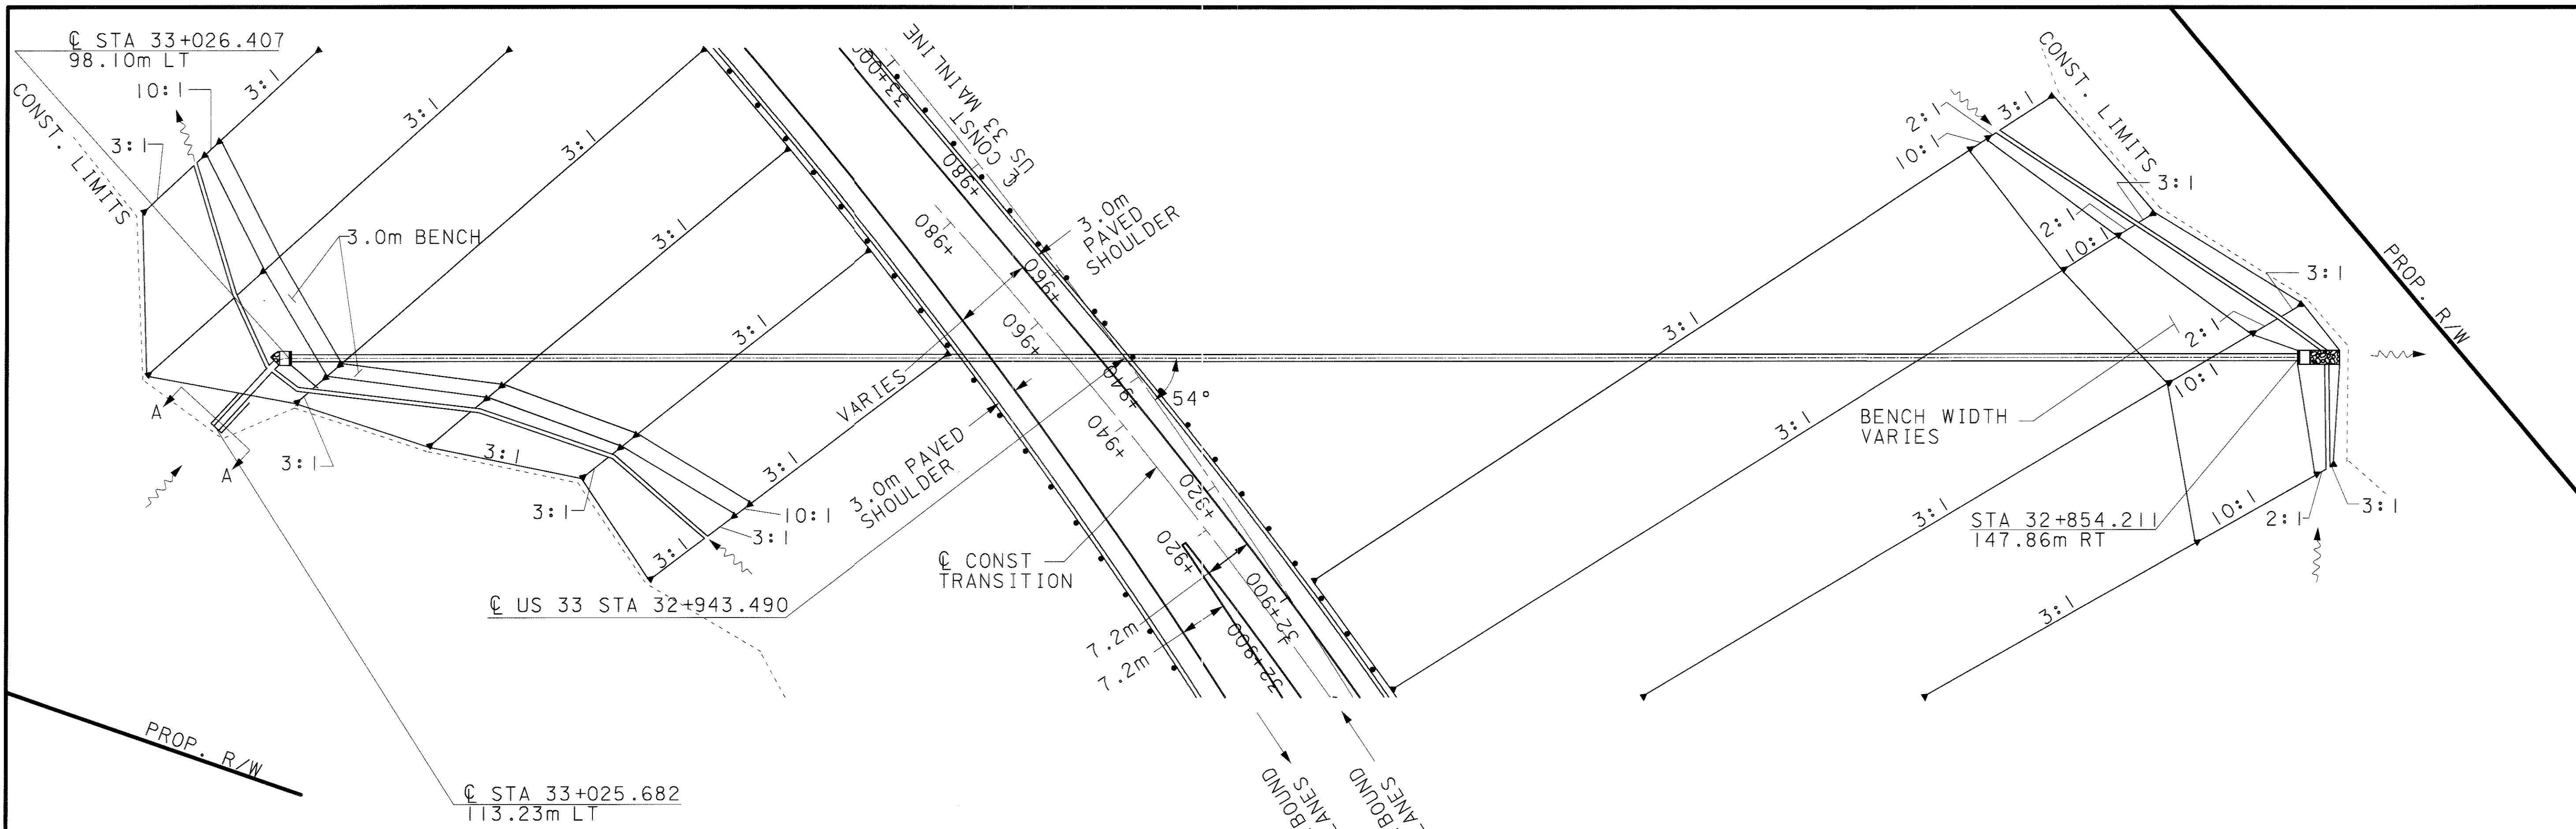 ℄ STA 33+026.407
98.10m LT
CONST. LIMITS
10:1
3:1
3:1
3:1
3:1
3.0m BENCH
3:1
3:1
3:1
3:1
3:1
3:1
3:1
3:1
10:1
3:1
A
A
VARIES
3.0m PAVED
SHOULDER
℄ US 33 STA 32+943.490
℄ CONST
TRANSITION
℄ STA 33+025.682
113.23m LT
PROP. R/W
33+00
+980
+960
+940
+920
32+900
+980
+960
+940
+920
32+900
℄ CONST
US 33
MAINLINE
3.0m
PAVED
SHOULDER
54°
7.2m
7.2m
BOUND
LANES
BOUND
LANES
CONST. LIMITS
2:1
3:1
10:1
3:1
2:1
10:1
3:1
2:1
10:1
3:1
3:1
3:1
3:1
BENCH WIDTH
VARIES
STA 32+854.211
147.86m RT
10:1
2:1
3:1
PROP. R/W